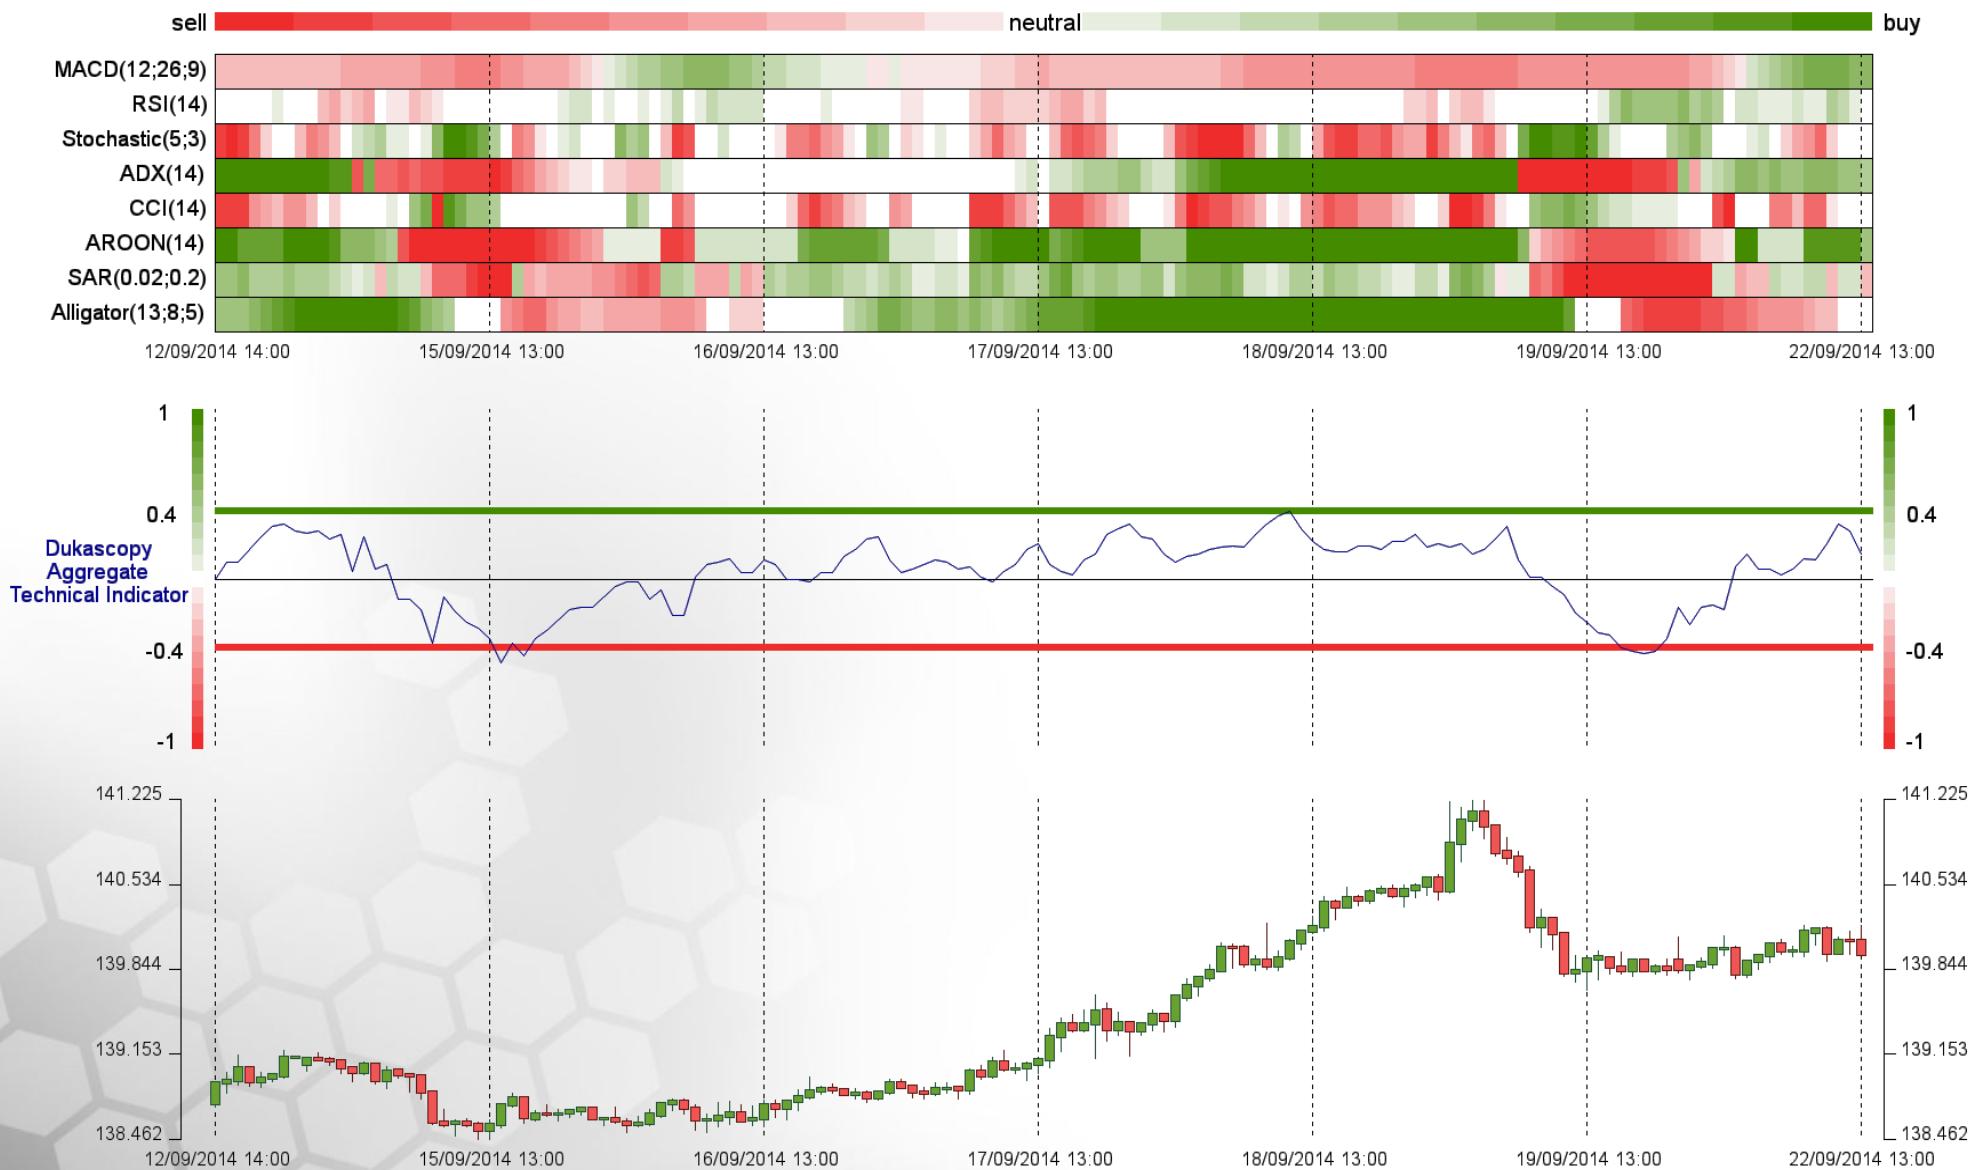 sell neutral buy
MACD(12;26;9)
RSI(14)
Stochastic(5;3)
ADX(14)
CCI(14)
AROON(14)
SAR(0.02;0.2)
Alligator(13;8;5)
12/09/2014 14:00 15/09/2014 13:00 16/09/2014 13:00 17/09/2014 13:00 18/09/2014 13:00 19/09/2014 13:00 22/09/2014 13:00
1 1
0.4 0.4
Dukascopy
Aggregate
Technical Indicator
-0.4 -0.4
-1 -1
141.225 141.225
140.534 140.534
139.844 139.844
139.153 139.153
138.462 138.462
12/09/2014 14:00 15/09/2014 13:00 16/09/2014 13:00 17/09/2014 13:00 18/09/2014 13:00 19/09/2014 13:00 22/09/2014 13:00